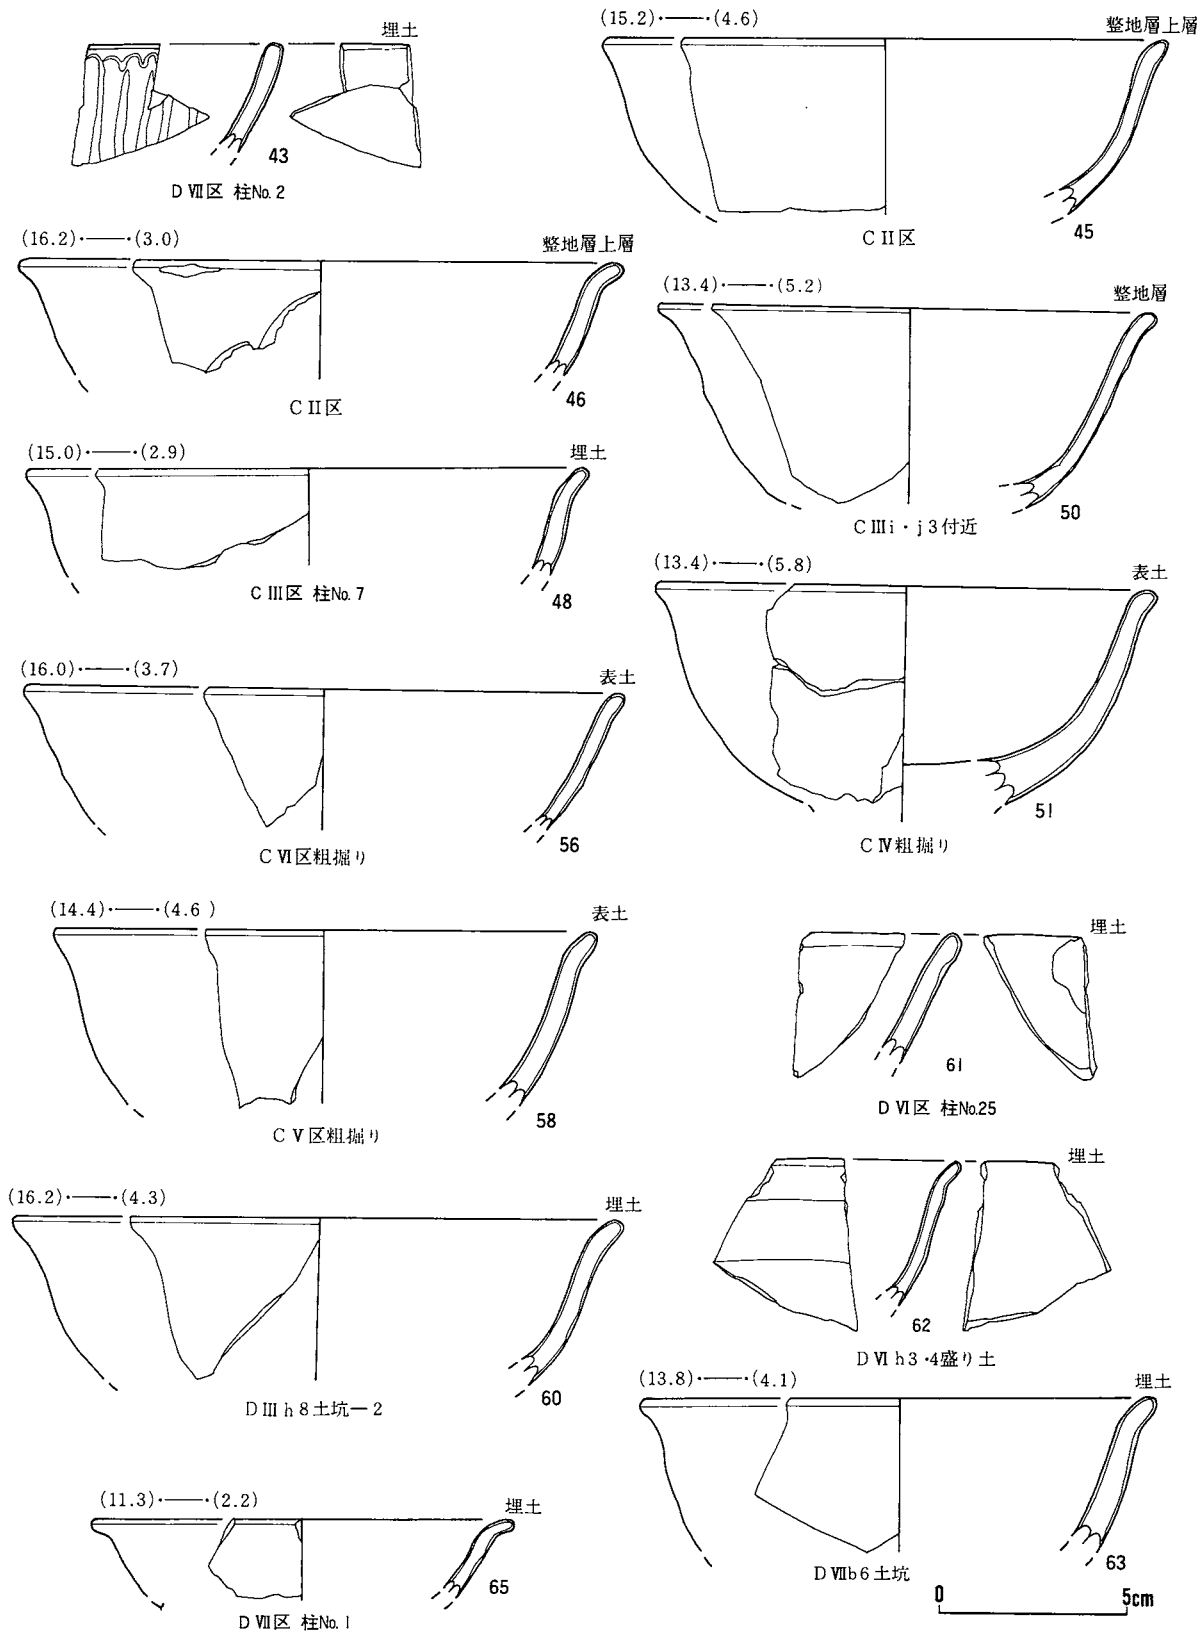 埋土
43
D Ⅶ区 柱No. 2
(15.2)・――・(4.6)
整地層上層
45
C Ⅱ区
(16.2)・――・(3.0)
整地層上層
46
C Ⅱ区
(13.4)・――・(5.2)
整地層
50
C Ⅲ i・j 3付近
(15.0)・――・(2.9)
埋土
48
C Ⅲ区 柱No. 7
(13.4)・――・(5.8)
表土
51
C Ⅳ粗掘り
(16.0)・――・(3.7)
表土
56
C Ⅵ区粗掘り
(14.4)・――・(4.6 )
表土
58
C Ⅴ区粗掘り
埋土
61
D Ⅵ区 柱No.25
(16.2)・――・(4.3)
埋土
60
D Ⅲ h 8土坑－2
埋土
62
D Ⅵ h3・4盛り土
(13.8)・――・(4.1)
埋土
63
D Ⅶb 6土坑
(11.3)・――・(2.2)
埋土
65
D Ⅶ区 柱No. 1
0 5cm